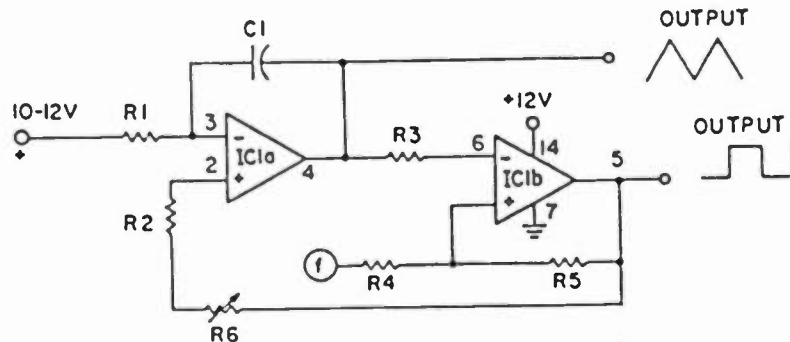 OUTPUT
C1
10-12V
+
R1
3
-
2
+
IC1a
4
R3
+12V
14
6
-
+
IC1b
7
5
OUTPUT
R2
f
R4
R5
R6